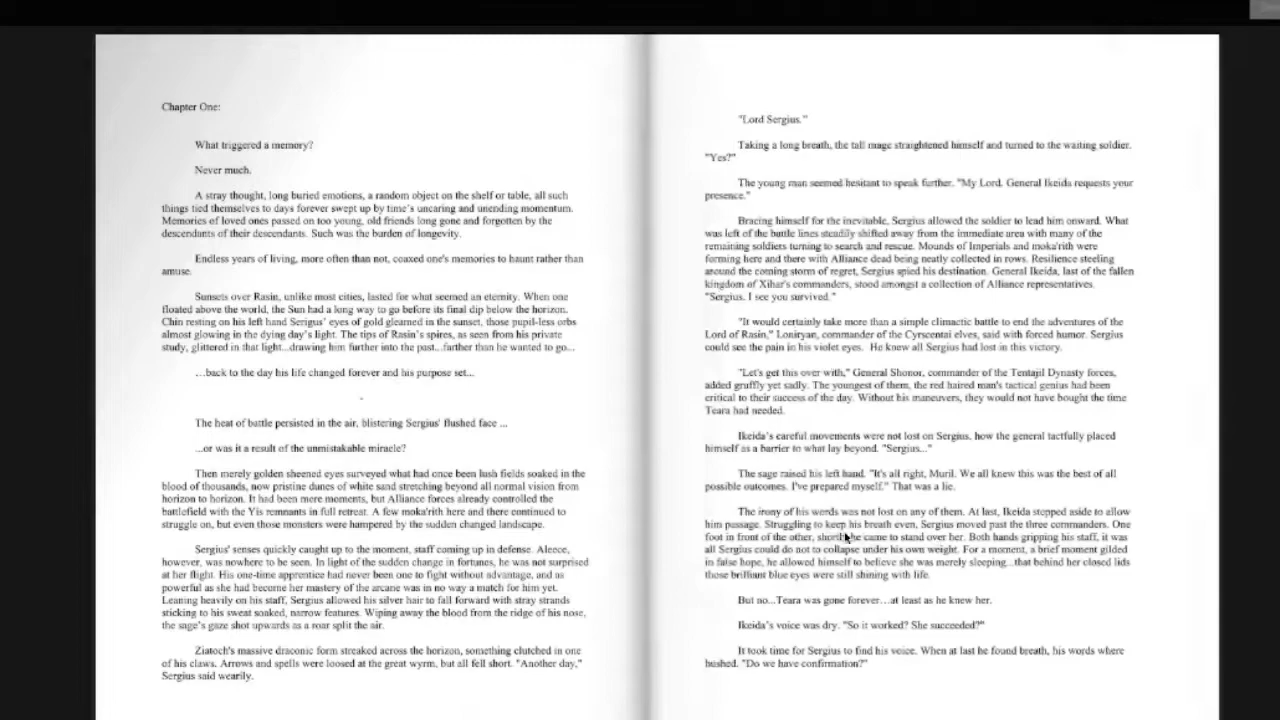 Chapter One:
What triggered a memory?
Never much.
A stray thought, long buried emotions, a random object on the shelf or table, all such
things tied themselves to days forever swept up by time's uncaring and unending momentum.
Memories of loved ones passed on too young, old friends long gone and forgotten by the
descendants of their descendants. Such was the burden of longevity.
Endless years of living, more often than not, coaxed one's memories to haunt rather than
amuse.
Sunsets over Rasin, unlike most cities, lasted for what seemed an eternity. When one
floated above the world, the Sun had a long way to go before its final dip below the horizon.
Chin resting on his left hand Serigus' eyes of gold gleamed in the sunset, those pupil-less orbs
almost glowing in the dying day's light. The tips of Rasin's spires, as seen from his private
study, glittered in that light...drawing him further into the past...farther than he wanted to go...
…back to the day his life changed forever and his purpose set...
-
The heat of battle persisted in the air, blistering Sergius' flushed face ...
...or was it a result of the unmistakable miracle?
Then merely golden sheened eyes surveyed what had once been lush fields soaked in the
blood of thousands, now pristine dunes of white sand stretching beyond all normal vision from
horizon to horizon. It had been mere moments, but Alliance forces already controlled the
battlefield with the Yis remnants in full retreat. A few moka'rith here and there continued to
struggle on, but even those monsters were hampered by the sudden changed landscape.
Sergius' senses quickly caught up to the moment, staff coming up in defense. Aleece,
however, was nowhere to be seen. In light of the sudden change in fortunes, he was not surprised
at her flight. His one-time apprentice had never been one to fight without advantage, and as
powerful as she had become her mastery of the arcane was in no way a match for him yet.
Leaning heavily on his staff, Sergius allowed his silver hair to fall forward with stray strands
sticking to his sweat soaked, narrow features. Wiping away the blood from the ridge of his nose,
the sage's gaze shot upwards as a roar split the air.
Ziatoch's massive draconic form streaked across the horizon, something clutched in one
of his claws. Arrows and spells were loosed at the great wyrm, but all fell short. "Another day,"
Sergius said wearily.
"Lord Sergius."
Taking a long breath, the tall mage straightened himself and turned to the waiting soldier.
"Yes?"
The young man seemed hesitant to speak further. "My Lord, General Ikeida requests your
presence."
Bracing himself for the inevitable, Sergius allowed the soldier to lead him onward. What
was left of the battle lines steadily shifted away from the immediate area with many of the
remaining soldiers turning to search and rescue. Mounds of Imperials and moka'rith were
forming here and there with Alliance dead being neatly collected in rows. Resilience steeling
around the coming storm of regret, Sergius spied his destination. General Ikeida, last of the fallen
kingdom of Xihar's commanders, stood amongst a collection of Alliance representatives.
"Sergius. I see you survived."
"It would certainly take more than a simple climactic battle to end the adventures of the
Lord of Rasin," Loniryan, commander of the Cyrscentai elves, said with forced humor. Sergius
could see the pain in his violet eyes. He knew all Sergius had lost in this victory.
"Let's get this over with," General Shonor, commander of the Tentajil Dynasty forces,
added gruffly yet sadly. The youngest of them, the red haired man's tactical genius had been
critical to their success of the day. Without his maneuvers, they would not have bought the time
Teara had needed.
Ikeida's careful movements were not lost on Sergius, how the general tactfully placed
himself as a barrier to what lay beyond. "Sergius..."
The sage raised his left hand. "It's all right, Muril. We all knew this was the best of all
possible outcomes. I've prepared myself." That was a lie.
The irony of his words was not lost on any of them. At last, Ikeida stepped aside to allow
him passage. Struggling to keep his breath even, Sergius moved past the three commanders. One
foot in front of the other, shortly he came to stand over her. Both hands gripping his staff, it was
all Sergius could do not to collapse under his own weight. For a moment, a brief moment gilded
in false hope, he allowed himself to believe she was merely sleeping...that behind her closed lids
those brilliant blue eyes were still shining with life.
But no...Teara was gone forever…at least as he knew her.
Ikeida's voice was dry. "So it worked? She succeeded?"
It took time for Sergius to find his voice. When at last he found breath, his words where
hushed. "Do we have confirmation?"